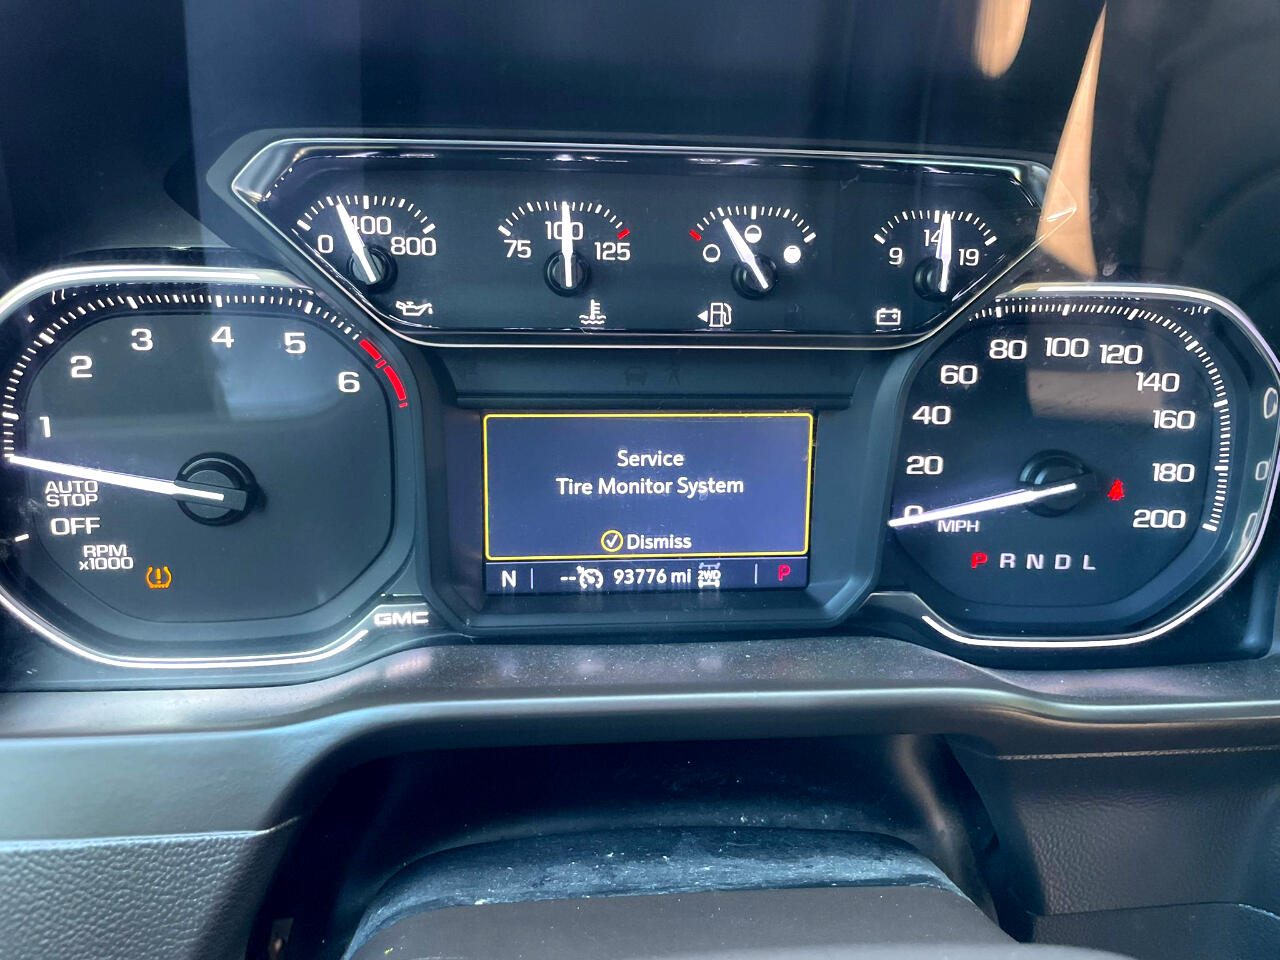 0 400 800
75 100 125
9 14 19
1 2 3 4 5 6
AUTO
STOP
OFF
RPM
x1000
GMC
Service
Tire Monitor System
Dismiss
N -- 93776 mi 2WD P
0 20 40 60 80 100 120 140 160 180 200
MPH
P R N D L